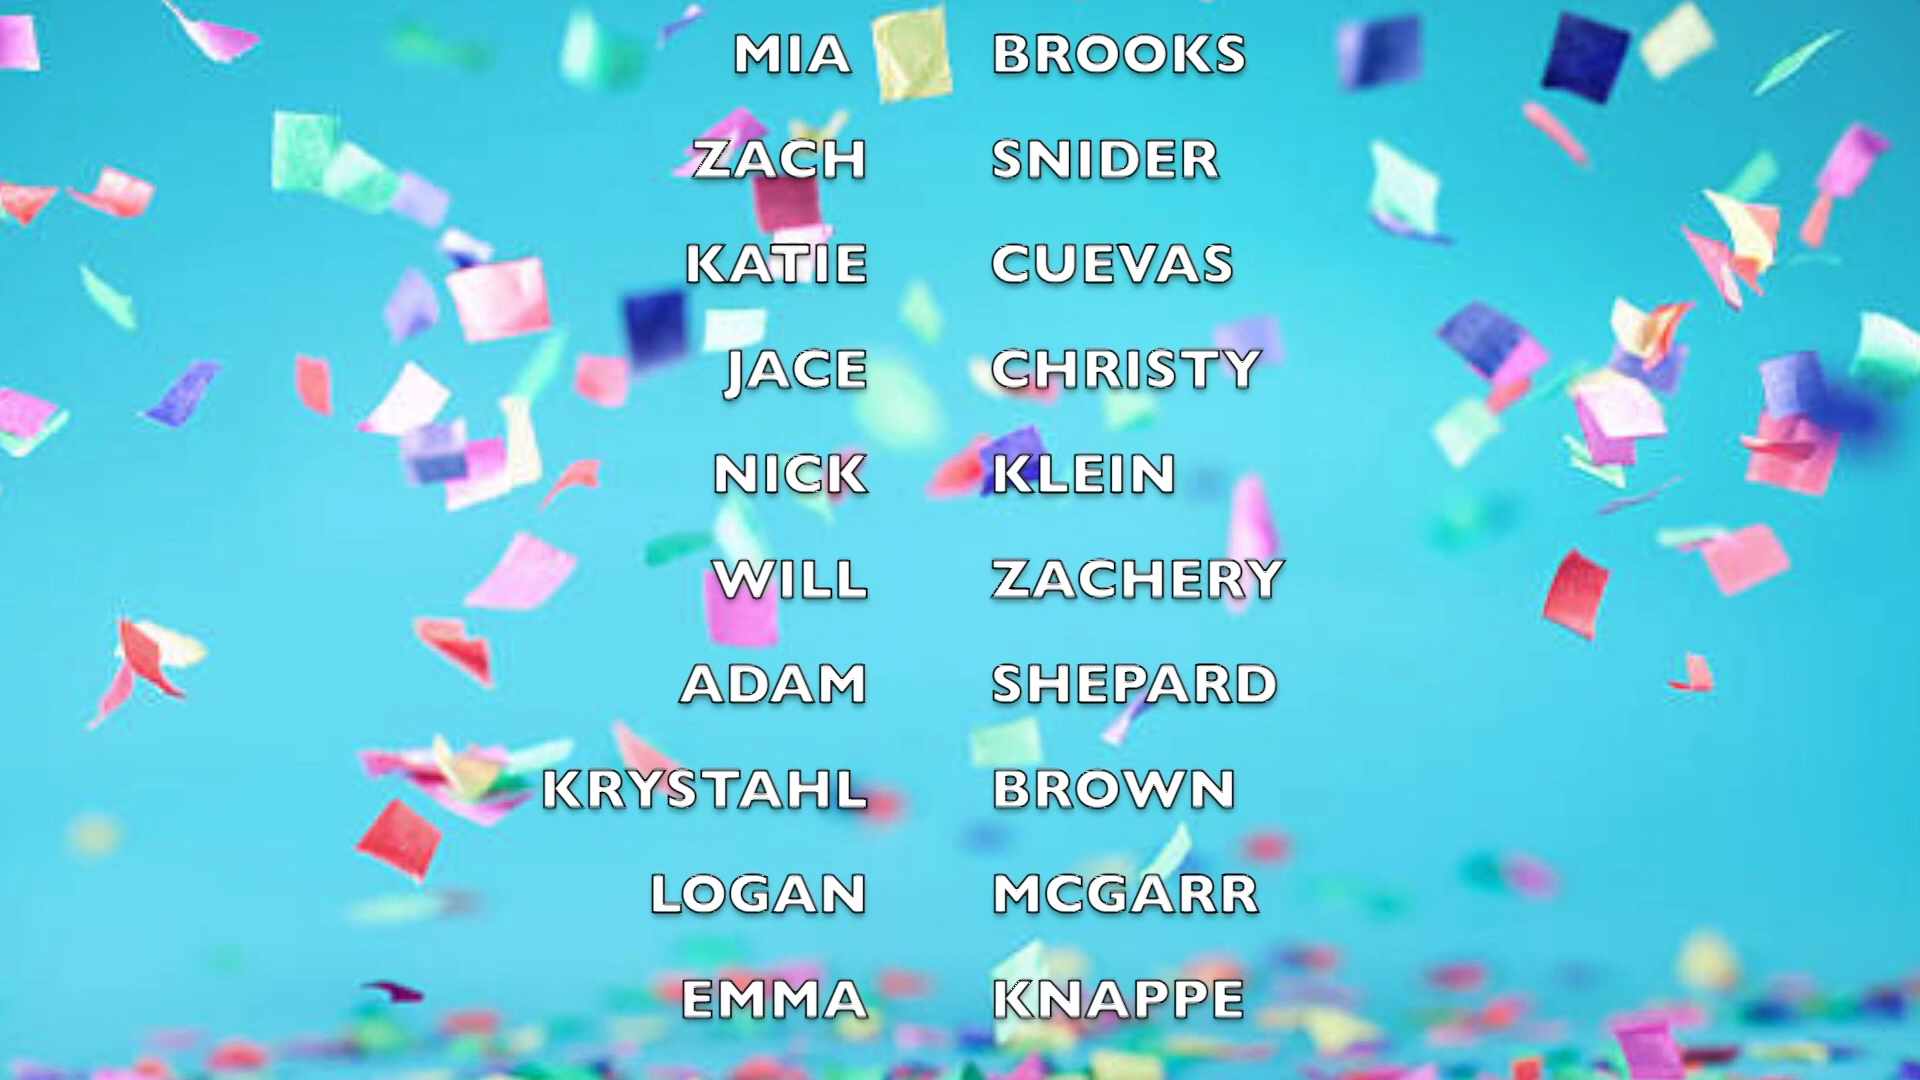 MIA BROOKS
ZACH SNIDER
KATIE CUEVAS
JACE CHRISTY
NICK KLEIN
WILL ZACHERY
ADAM SHEPARD
KRYSTAHL BROWN
LOGAN MCGARR
EMMA KNAPPE